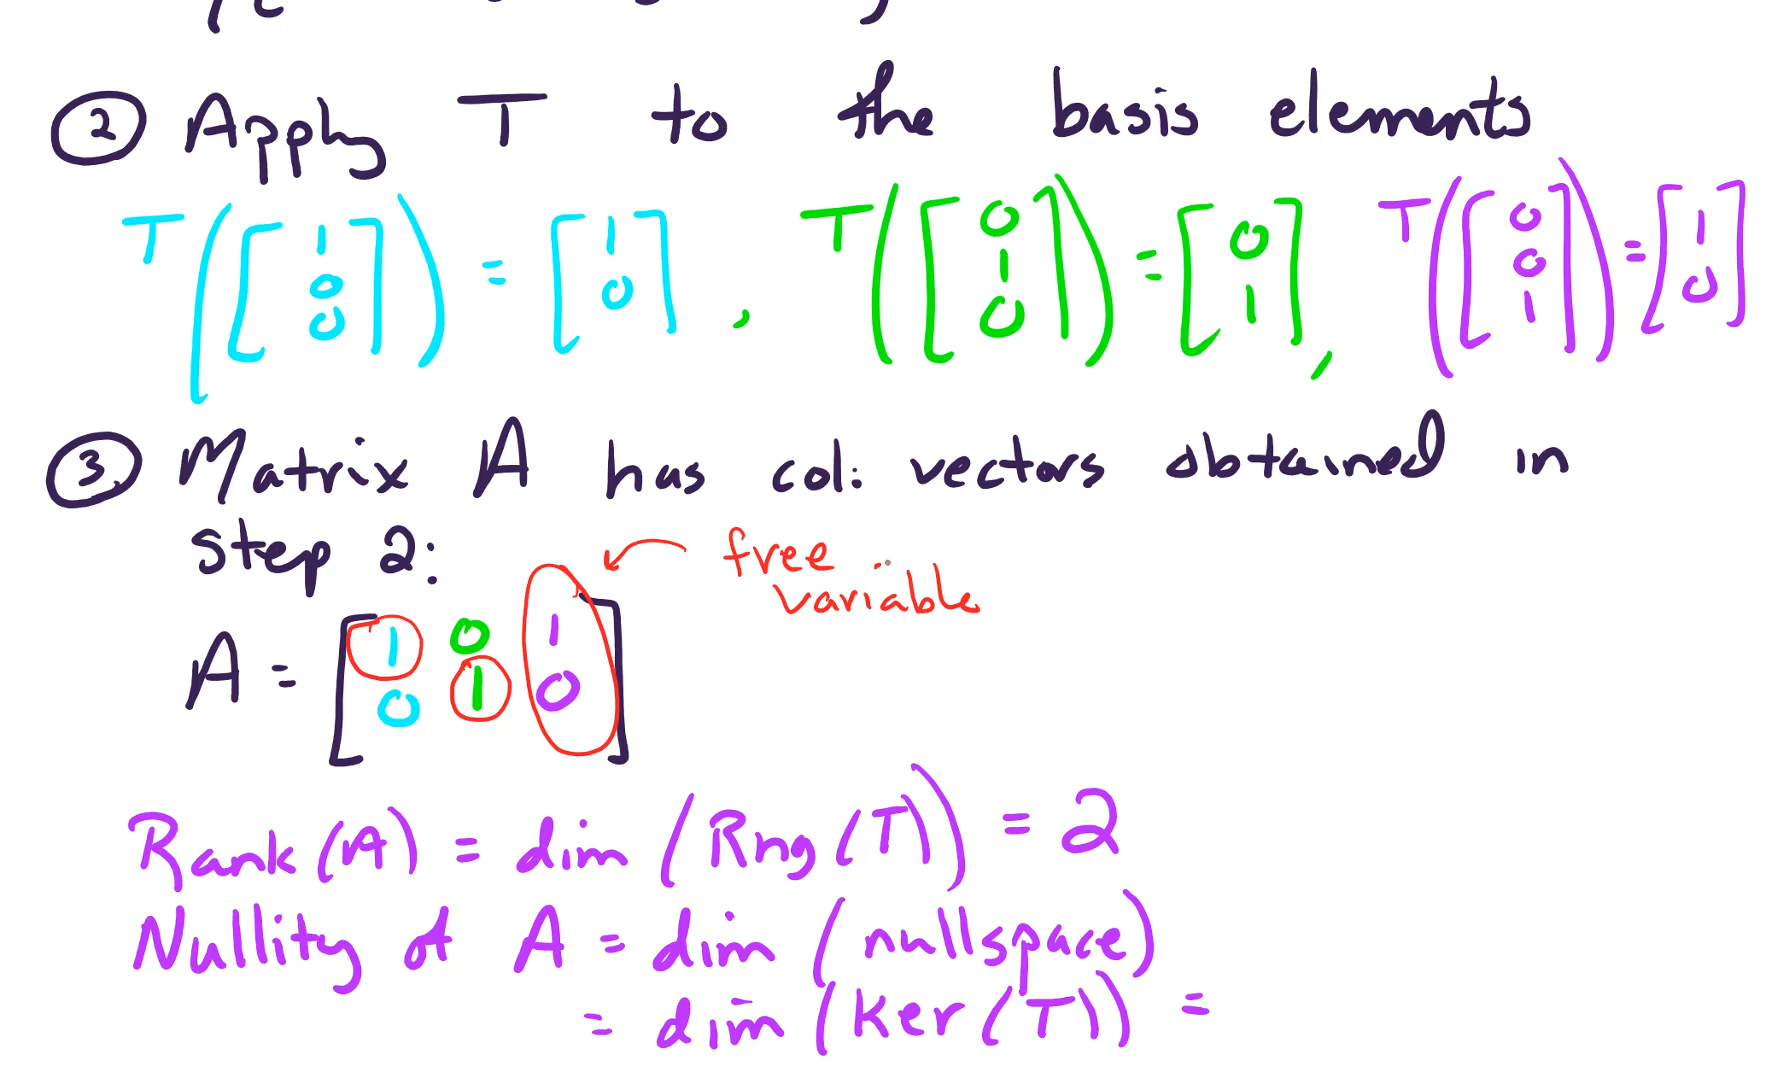 ② Apply T to the basis elements
T([1 0 0]) = [1 0], T([0 1 0]) = [0 1], T([0 0 1]) = [1 0]
③ Matrix A has col. vectors obtained in
step 2:
free
variable
A = [1 0 1
0 1 0]
Rank(A) = dim(Rng(T)) = 2
Nullity of A = dim(nullspace)
= dim(Ker(T)) =